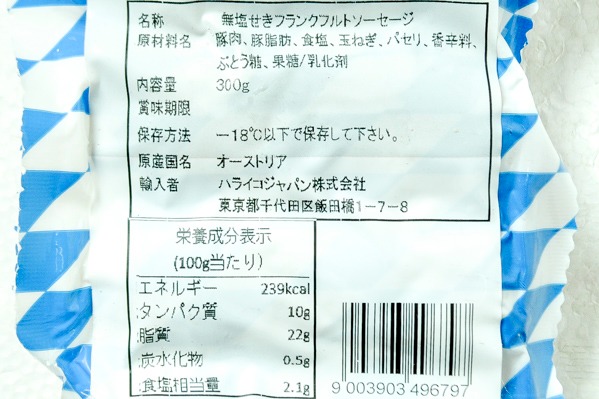 名称 無塩せきフランクフルトソーセージ
原材料名 豚肉、豚脂肪、食塩、玉ねぎ、パセリ、香辛料、
ぶとう糖、果糖/乳化剤
内容量 300g
賞味期限
保存方法 −18℃以下で保存して下さい。
原産国名 オーストリア
輸入者 ハライコジャパン株式会社
東京都千代田区飯田橋1-7-8
栄養成分表示
(100g当たり)
エネルギー 239kcal
タンパク質 10g
脂質 22g
炭水化物 0.5g
食塩相当量 2.1g
9 003903 496797